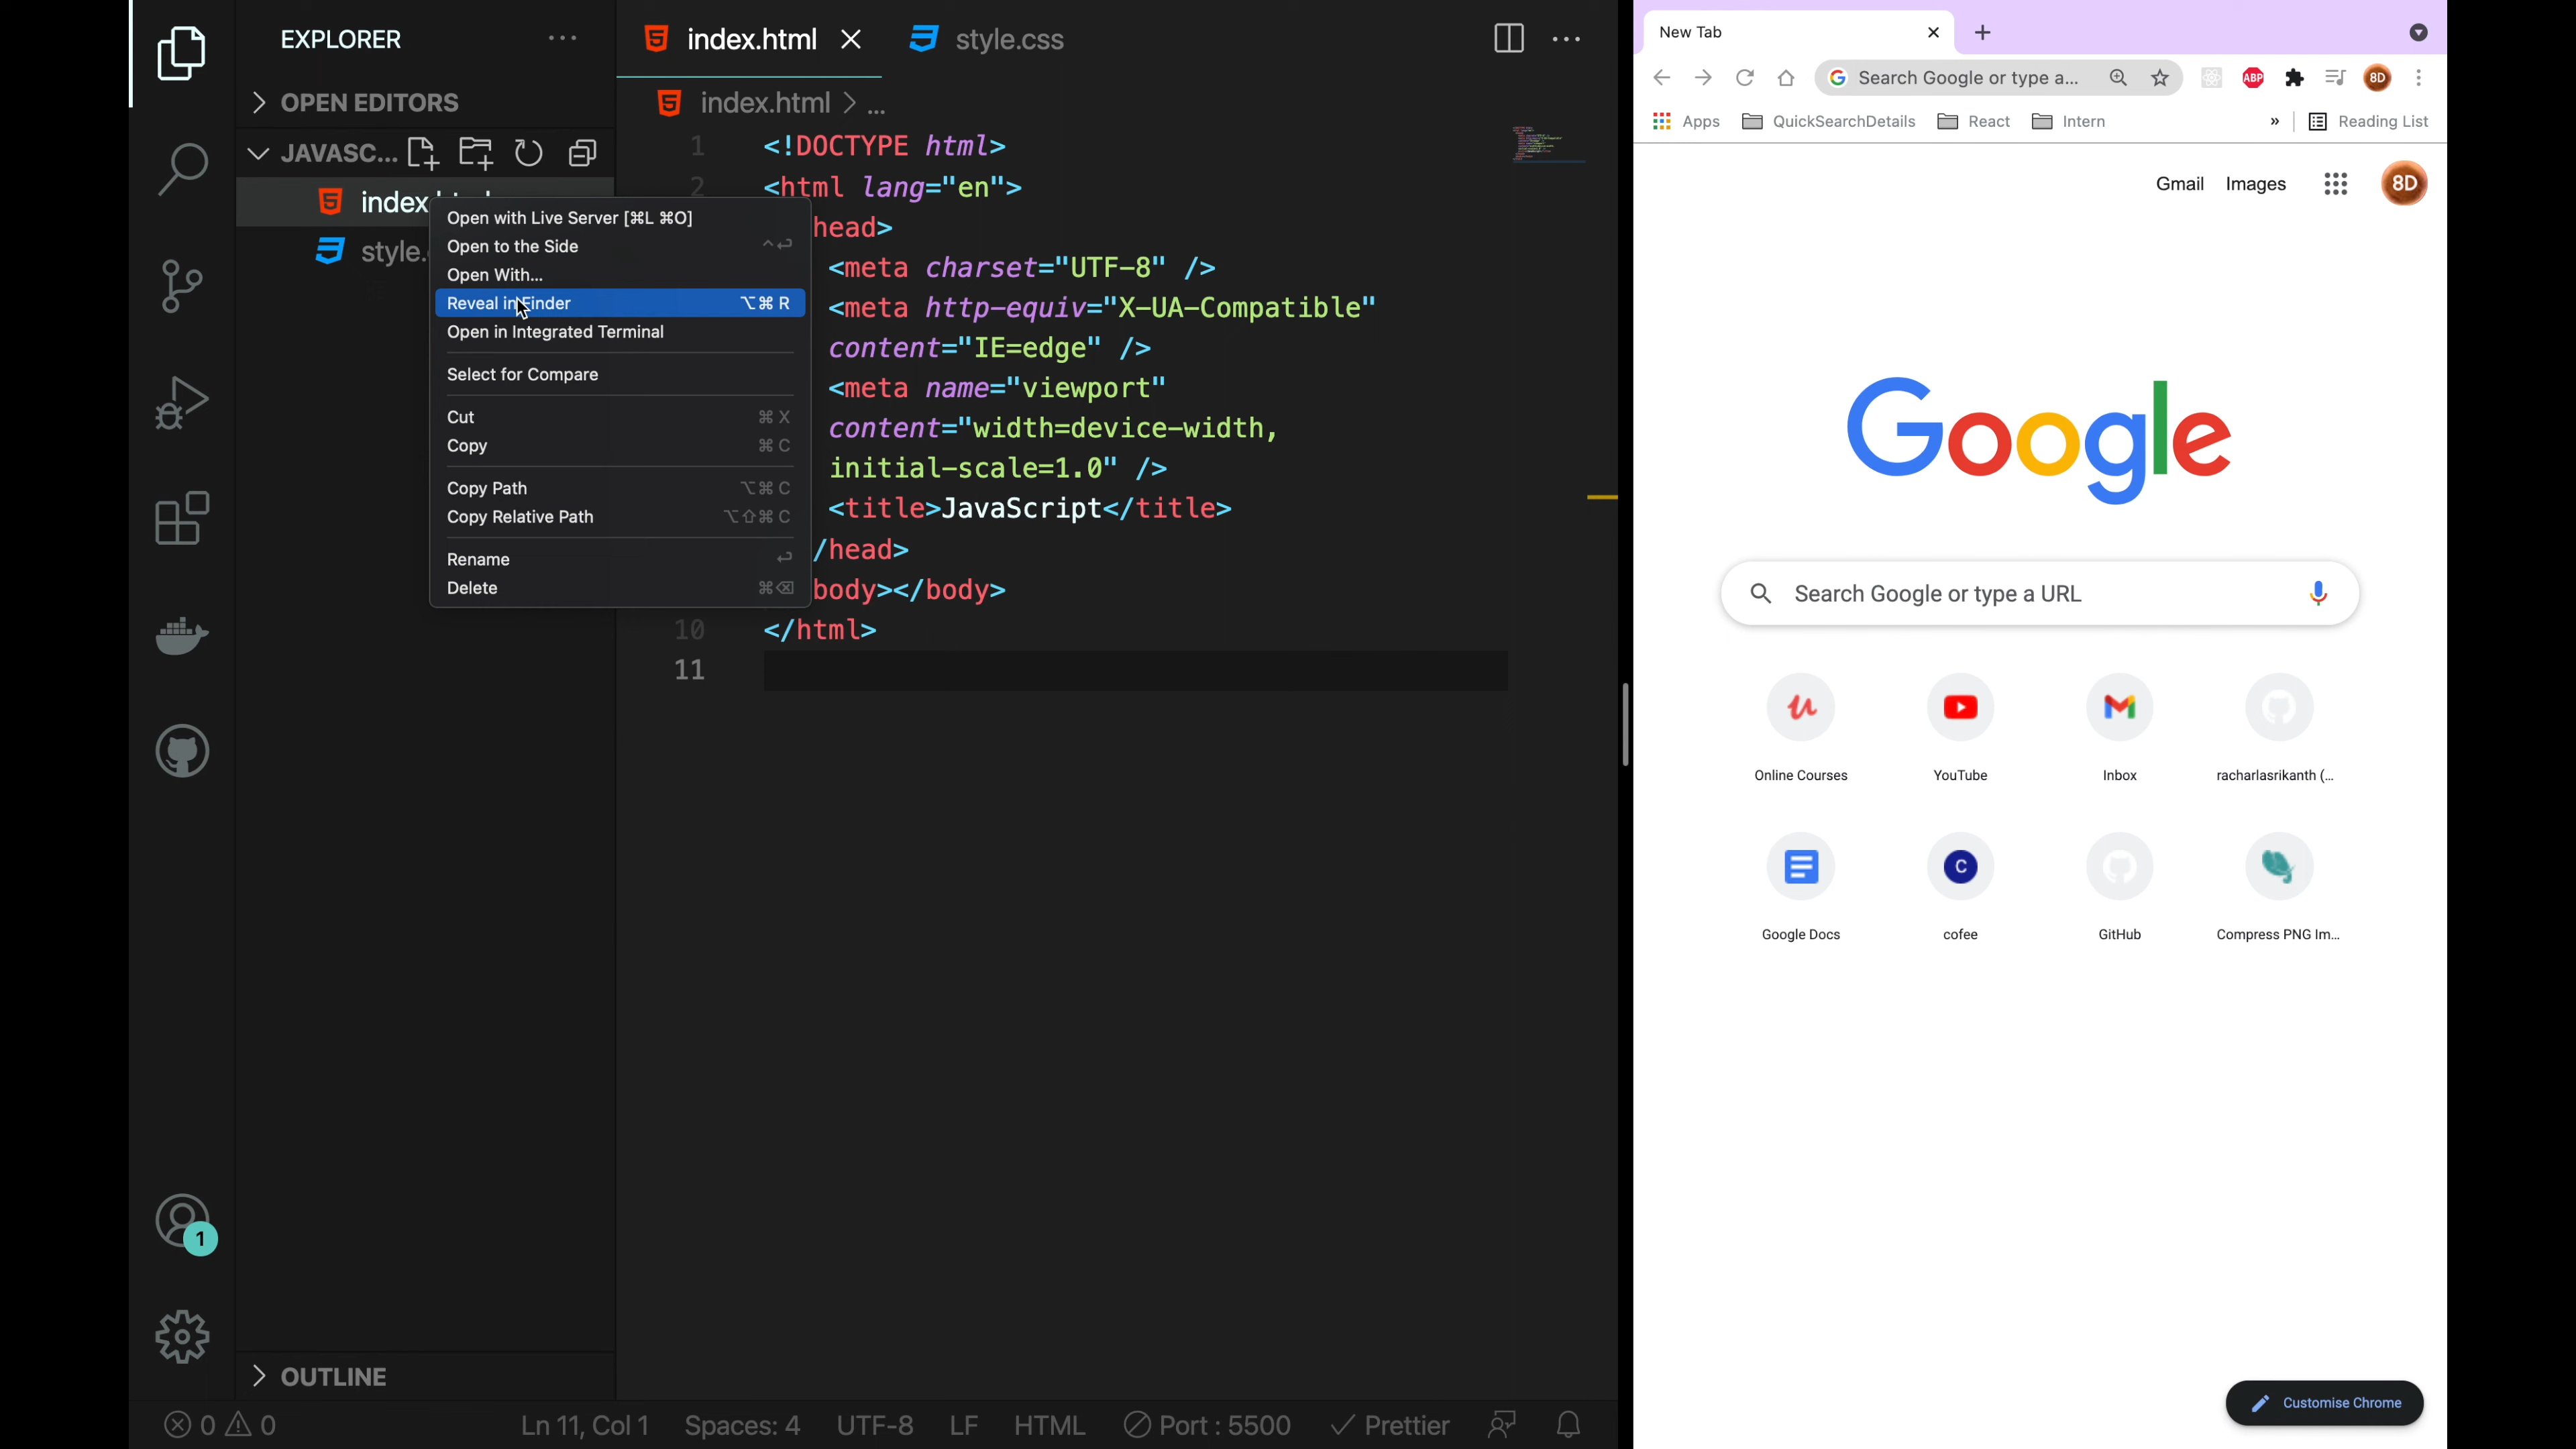 EXPLORER
OPEN EDITORS
JAVASC...
index.html
style.
Open with Live Server [⌘L ⌘O]
Open to the Side ^↩
Open With...
Reveal in Finder ⌥⌘R
Open in Integrated Terminal
Select for Compare
Cut ⌘X
Copy ⌘C
Copy Path ⌥⌘C
Copy Relative Path ⌥⇧⌘C
Rename ↩
Delete ⌘⌫
OUTLINE
1
index.html
style.css
index.html > ...
1 <!DOCTYPE html>
2 <html lang="en">
head>
<meta charset="UTF-8" />
<meta http-equiv="X-UA-Compatible"
content="IE=edge" />
<meta name="viewport"
content="width=device-width,
initial-scale=1.0" />
<title>JavaScript</title>
/head>
body></body>
10 </html>
11
0 0 Ln 11, Col 1 Spaces: 4 UTF-8 LF HTML Port : 5500 Prettier
New Tab
Search Google or type a...
ABP
8D
Apps QuickSearchDetails React Intern » Reading List
Gmail Images 8D
Google
Search Google or type a URL
Online Courses YouTube Inbox racharlasrikanth (...
C
Google Docs cofee GitHub Compress PNG Im...
Customise Chrome